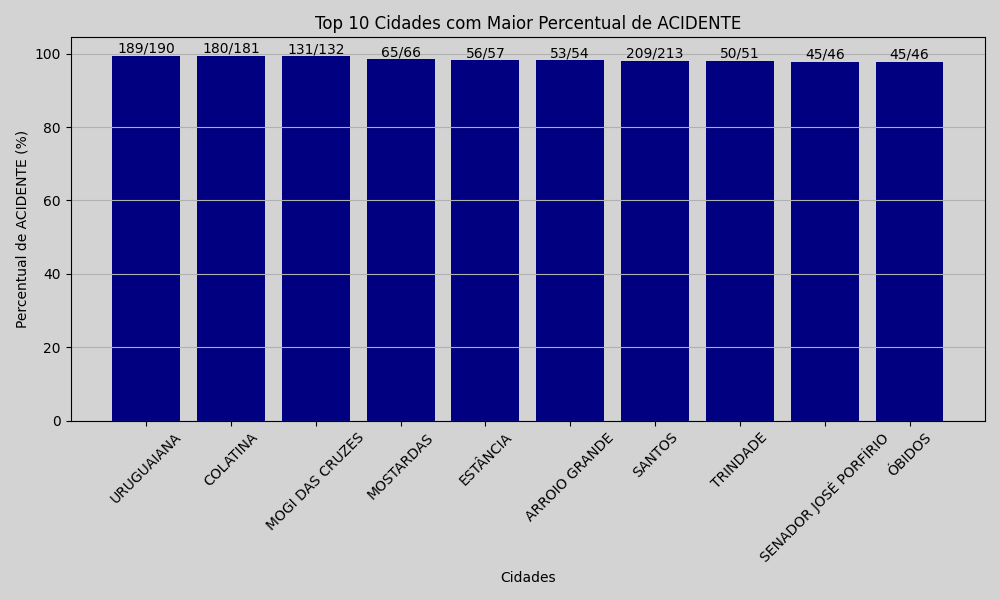 Top 10 Cidades com Maior Percentual de ACIDENTE
Percentual de ACIDENTE (%)
100
80
60
40
20
0
189/190
180/181
131/132
65/66
56/57
53/54
209/213
50/51
45/46
45/46
URUGUAIANA
COLATINA
MOGI DAS CRUZES
MOSTARDAS
ESTÂNCIA
ARROIO GRANDE
SANTOS
TRINDADE
SENADOR JOSÉ PORFÍRIO
ÓBIDOS
Cidades